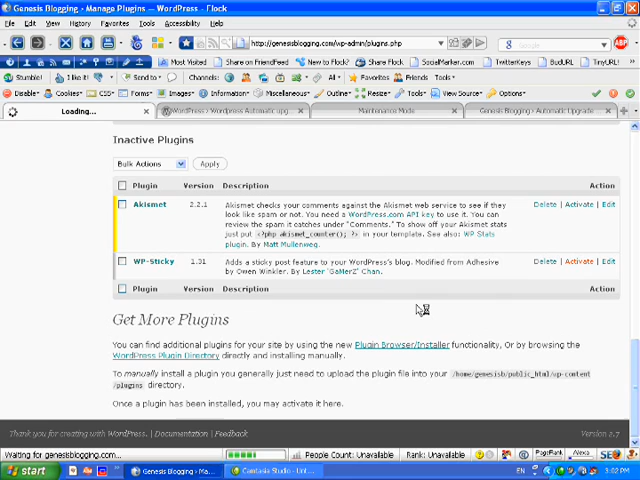 Genesis Blogging › Manage Plugins — WordPress - Flock
File Edit View History Favorites Tools Accessibility Help
http://genesisblogging.com/wp-admin/plugins.php
Google
ABP
Most Visited Share on FriendFeed New to Flock? Share Flock SocialMarker.com TwitterKeys BudURL TinyURL!
Stumble! I like it! Send to Channels: All Favorites Friends Tools
Disable Cookies CSS Forms Images Information Miscellaneous Outline Resize Tools View Source Options
Loading...
WordPress › Wordpress Automatic upg...
Maintenance Mode
Genesis Blogging › Automatic Upgrade...
Inactive Plugins
Bulk Actions Apply
Plugin Version Description Action
Akismet 2.2.1 Akismet checks your comments against the Akismet web service to see if they Delete | Activate | Edit
look like spam or not. You need a WordPress.com API key to use it. You can
review the spam it catches under "Comments." To show off your Akismet stats
just put <?php akismet_counter(); ?> in your template. See also: WP Stats
plugin. By Matt Mullenweg.
WP-Sticky 1.31 Adds a sticky post feature to your WordPress's blog. Modified from Adhesive Delete | Activate | Edit
by Owen Winkler. By Lester 'GaMerZ' Chan.
Plugin Version Description Action
Get More Plugins
You can find additional plugins for your site by using the new Plugin Browser/Installer functionality, Or by browsing the
WordPress Plugin Directory directly and installing manually.
To manually install a plugin you generally just need to upload the plugin file into your /home/genesisb/public_html/wp-content
/plugins directory.
Once a plugin has been installed, you may activate it here.
Thank you for creating with WordPress. | Documentation | Feedback Version 2.7
Waiting for genesisblogging.com... People Count: Unavailable Rank: Unavailable PageRank Alexa SEO
start Genesis Blogging › Ma... Camtasia Studio - Unt... EN 3:02 PM